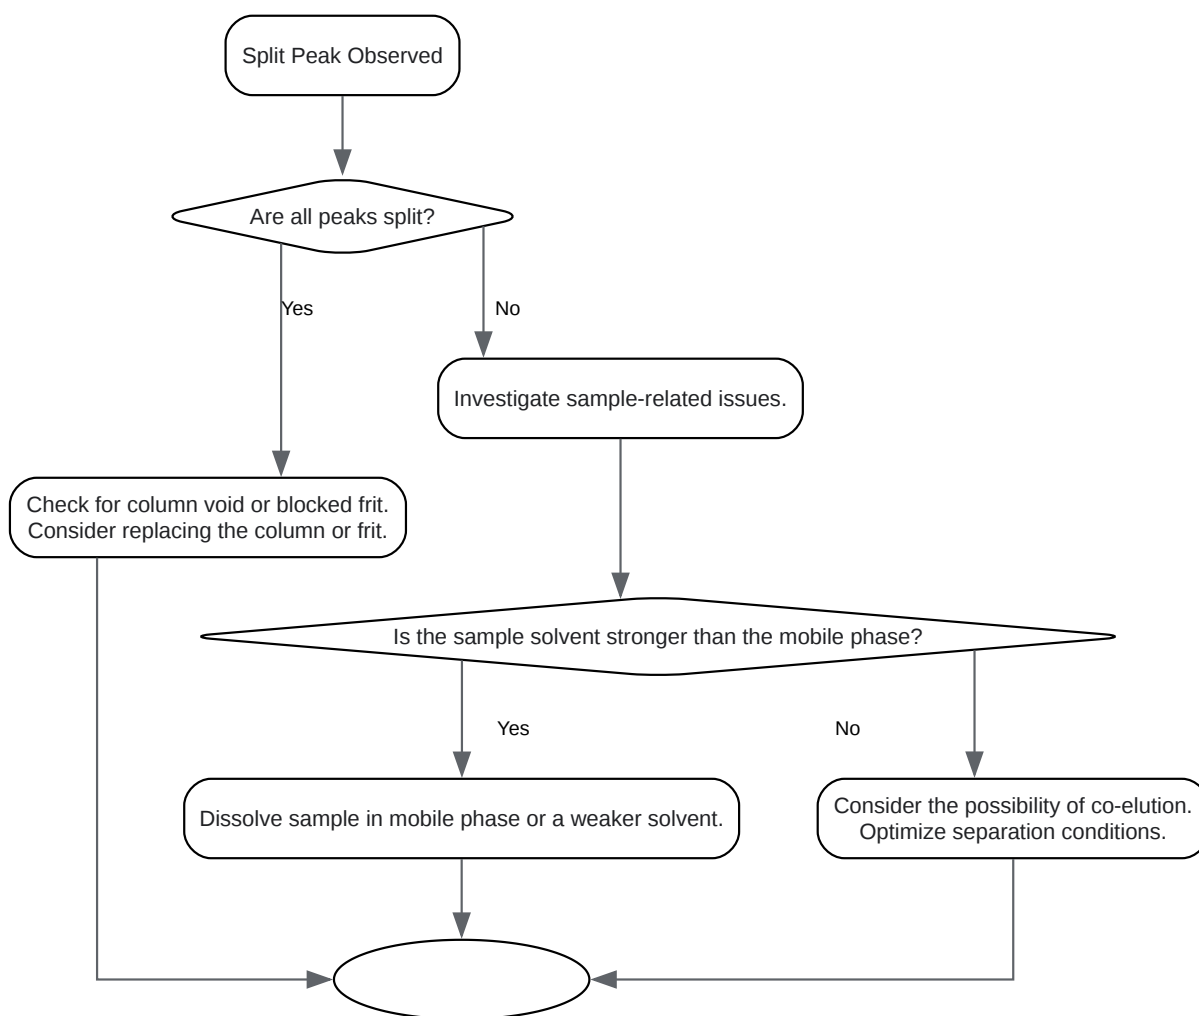 Split Peak Observed
Are all peaks split?
Yes
No
Investigate sample-related issues.
Check for column void or blocked frit.
Consider replacing the column or frit.
Is the sample solvent stronger than the mobile phase?
Yes
No
Dissolve sample in mobile phase or a weaker solvent.
Consider the possibility of co-elution.
Optimize separation conditions.